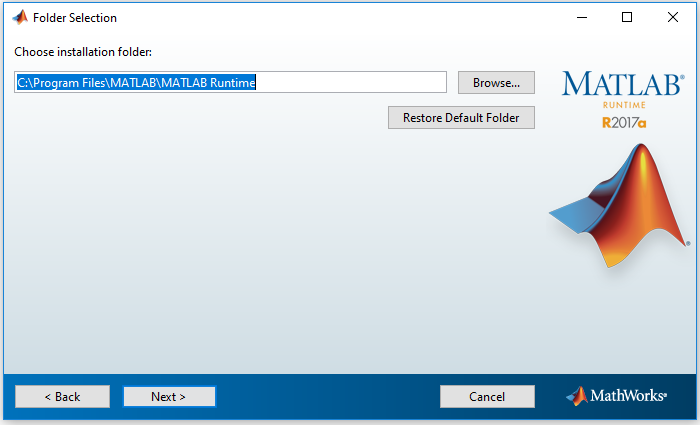 Folder Selection
Choose installation folder:
C:\Program Files\MATLAB\MATLAB Runtime
Browse...
Restore Default Folder
MATLAB®
RUNTIME
R2017a
®
< Back
Next >
Cancel
MathWorks®